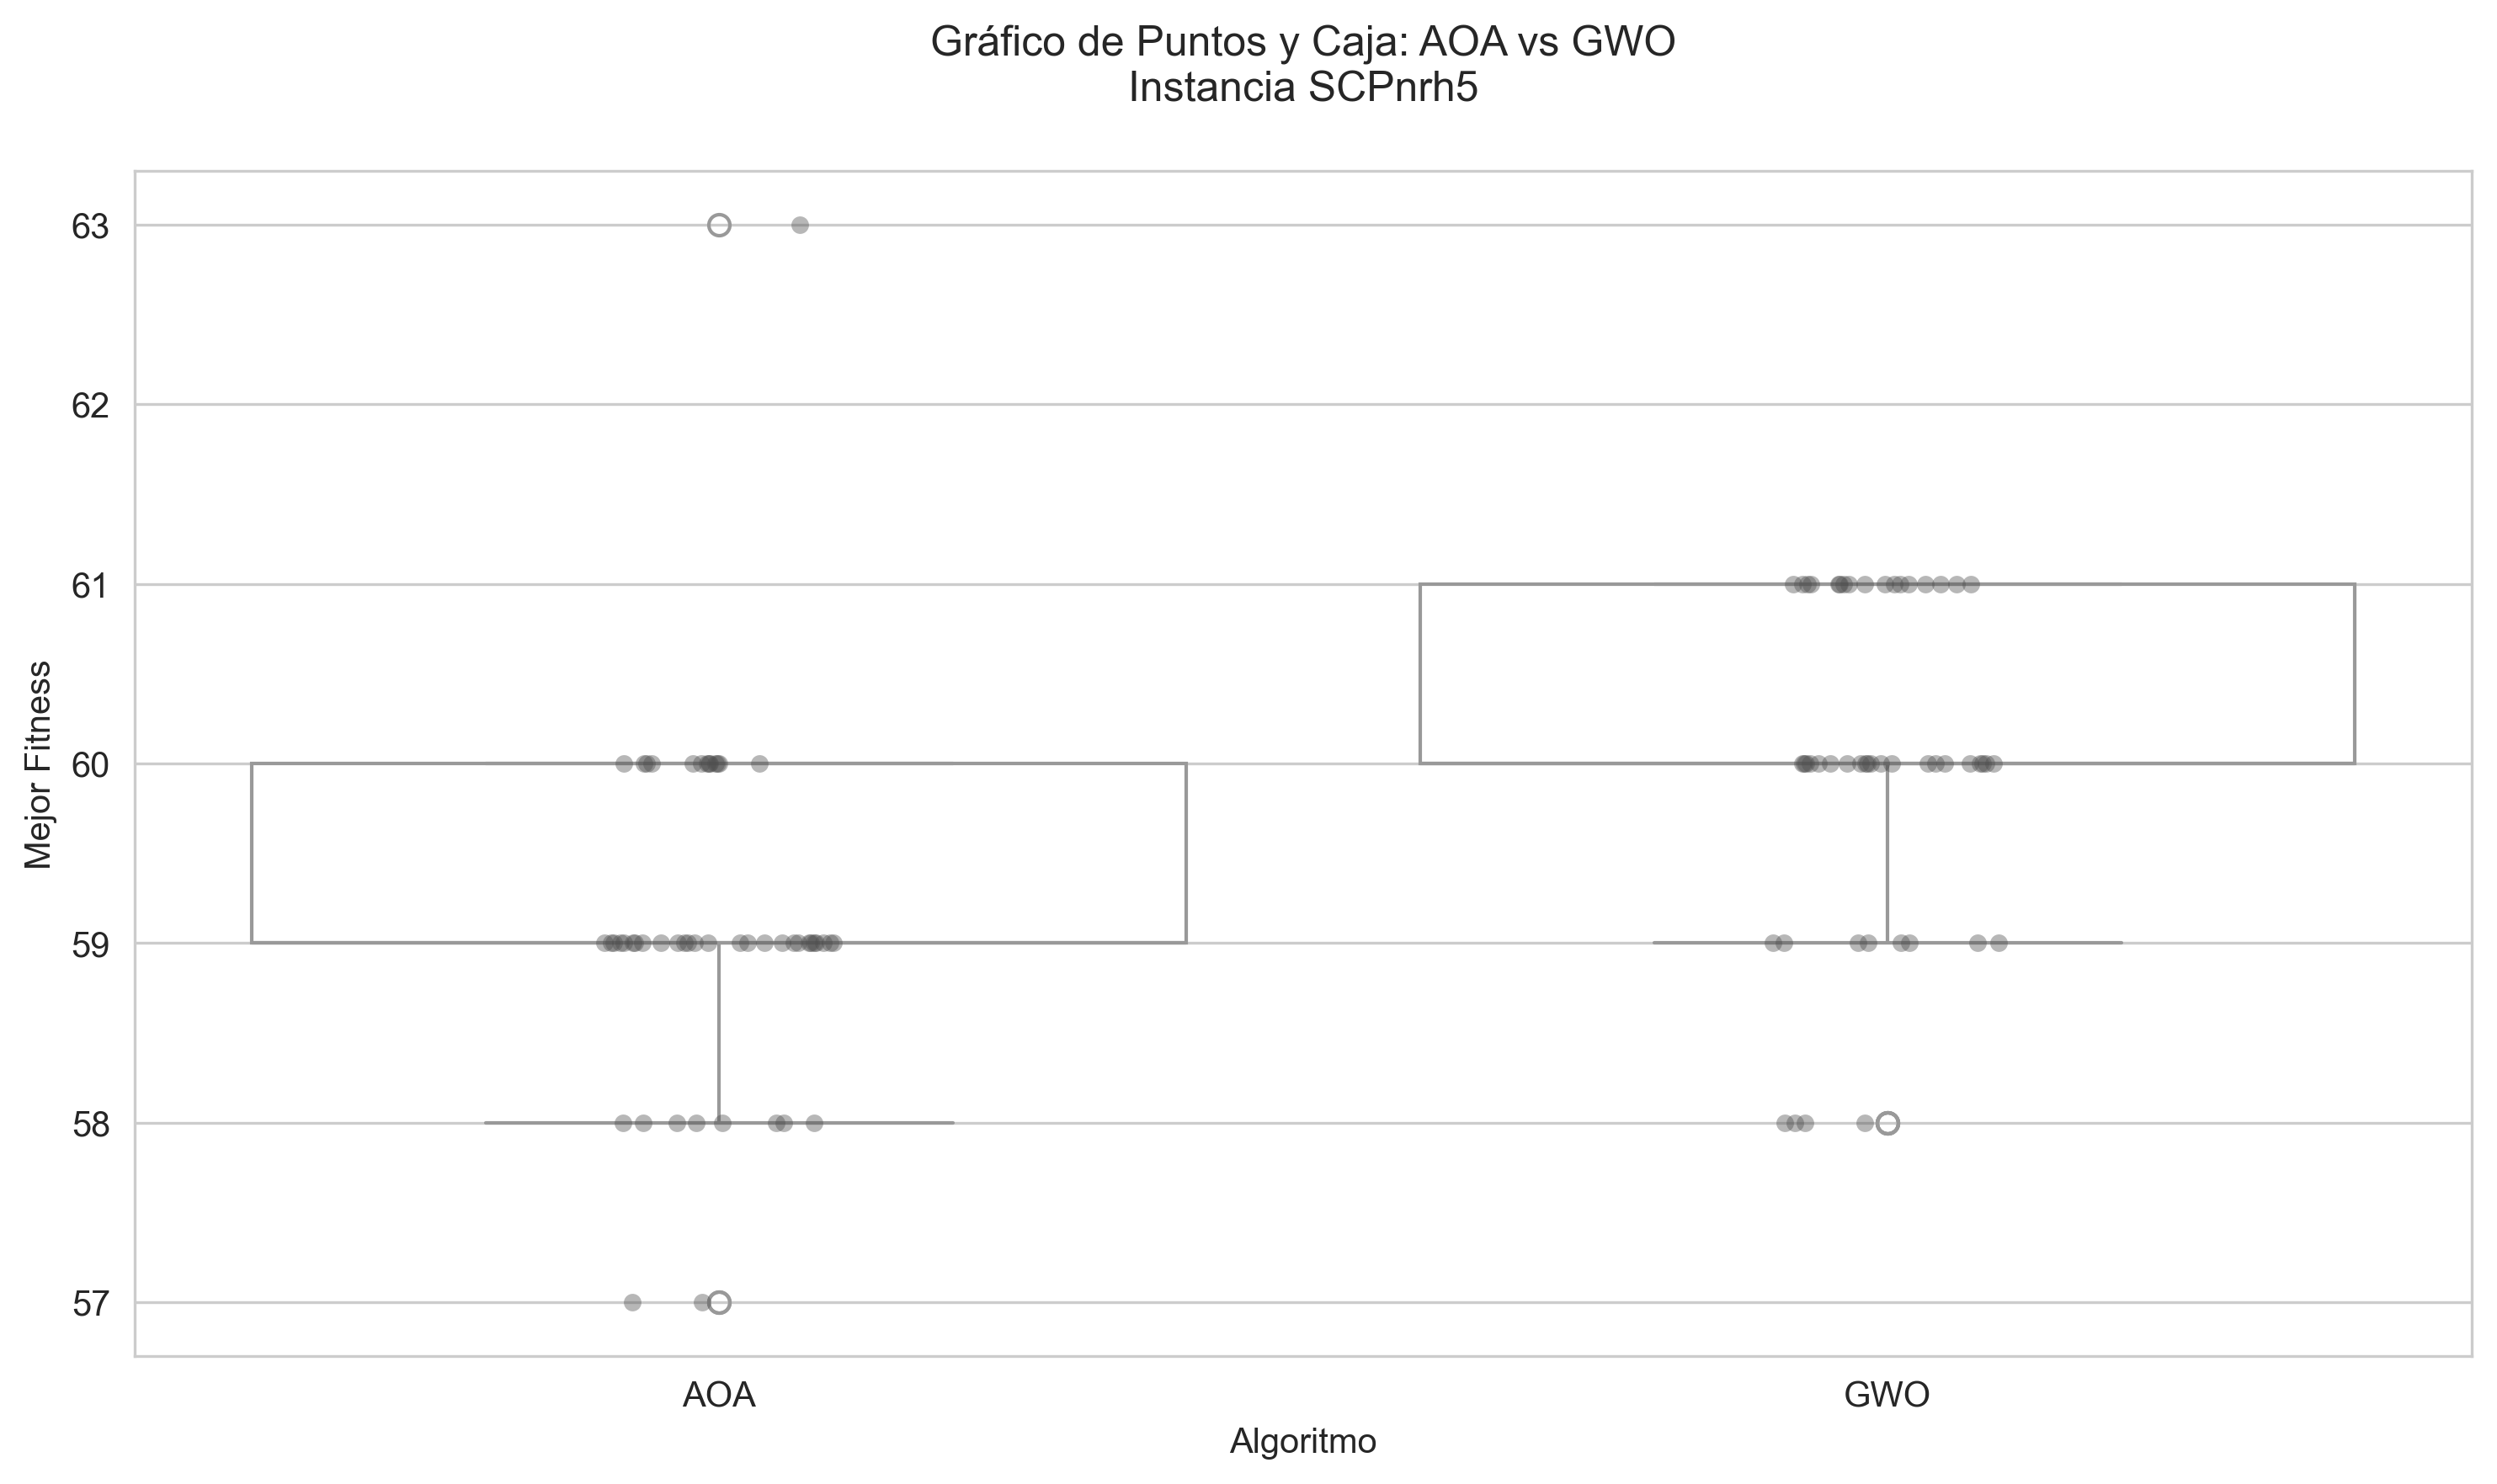 Gráfico de Puntos y Caja: AOA vs GWO
Instancia SCPnrh5
63
62
61
60
59
58
57
Mejor Fitness
AOA
GWO
Algoritmo